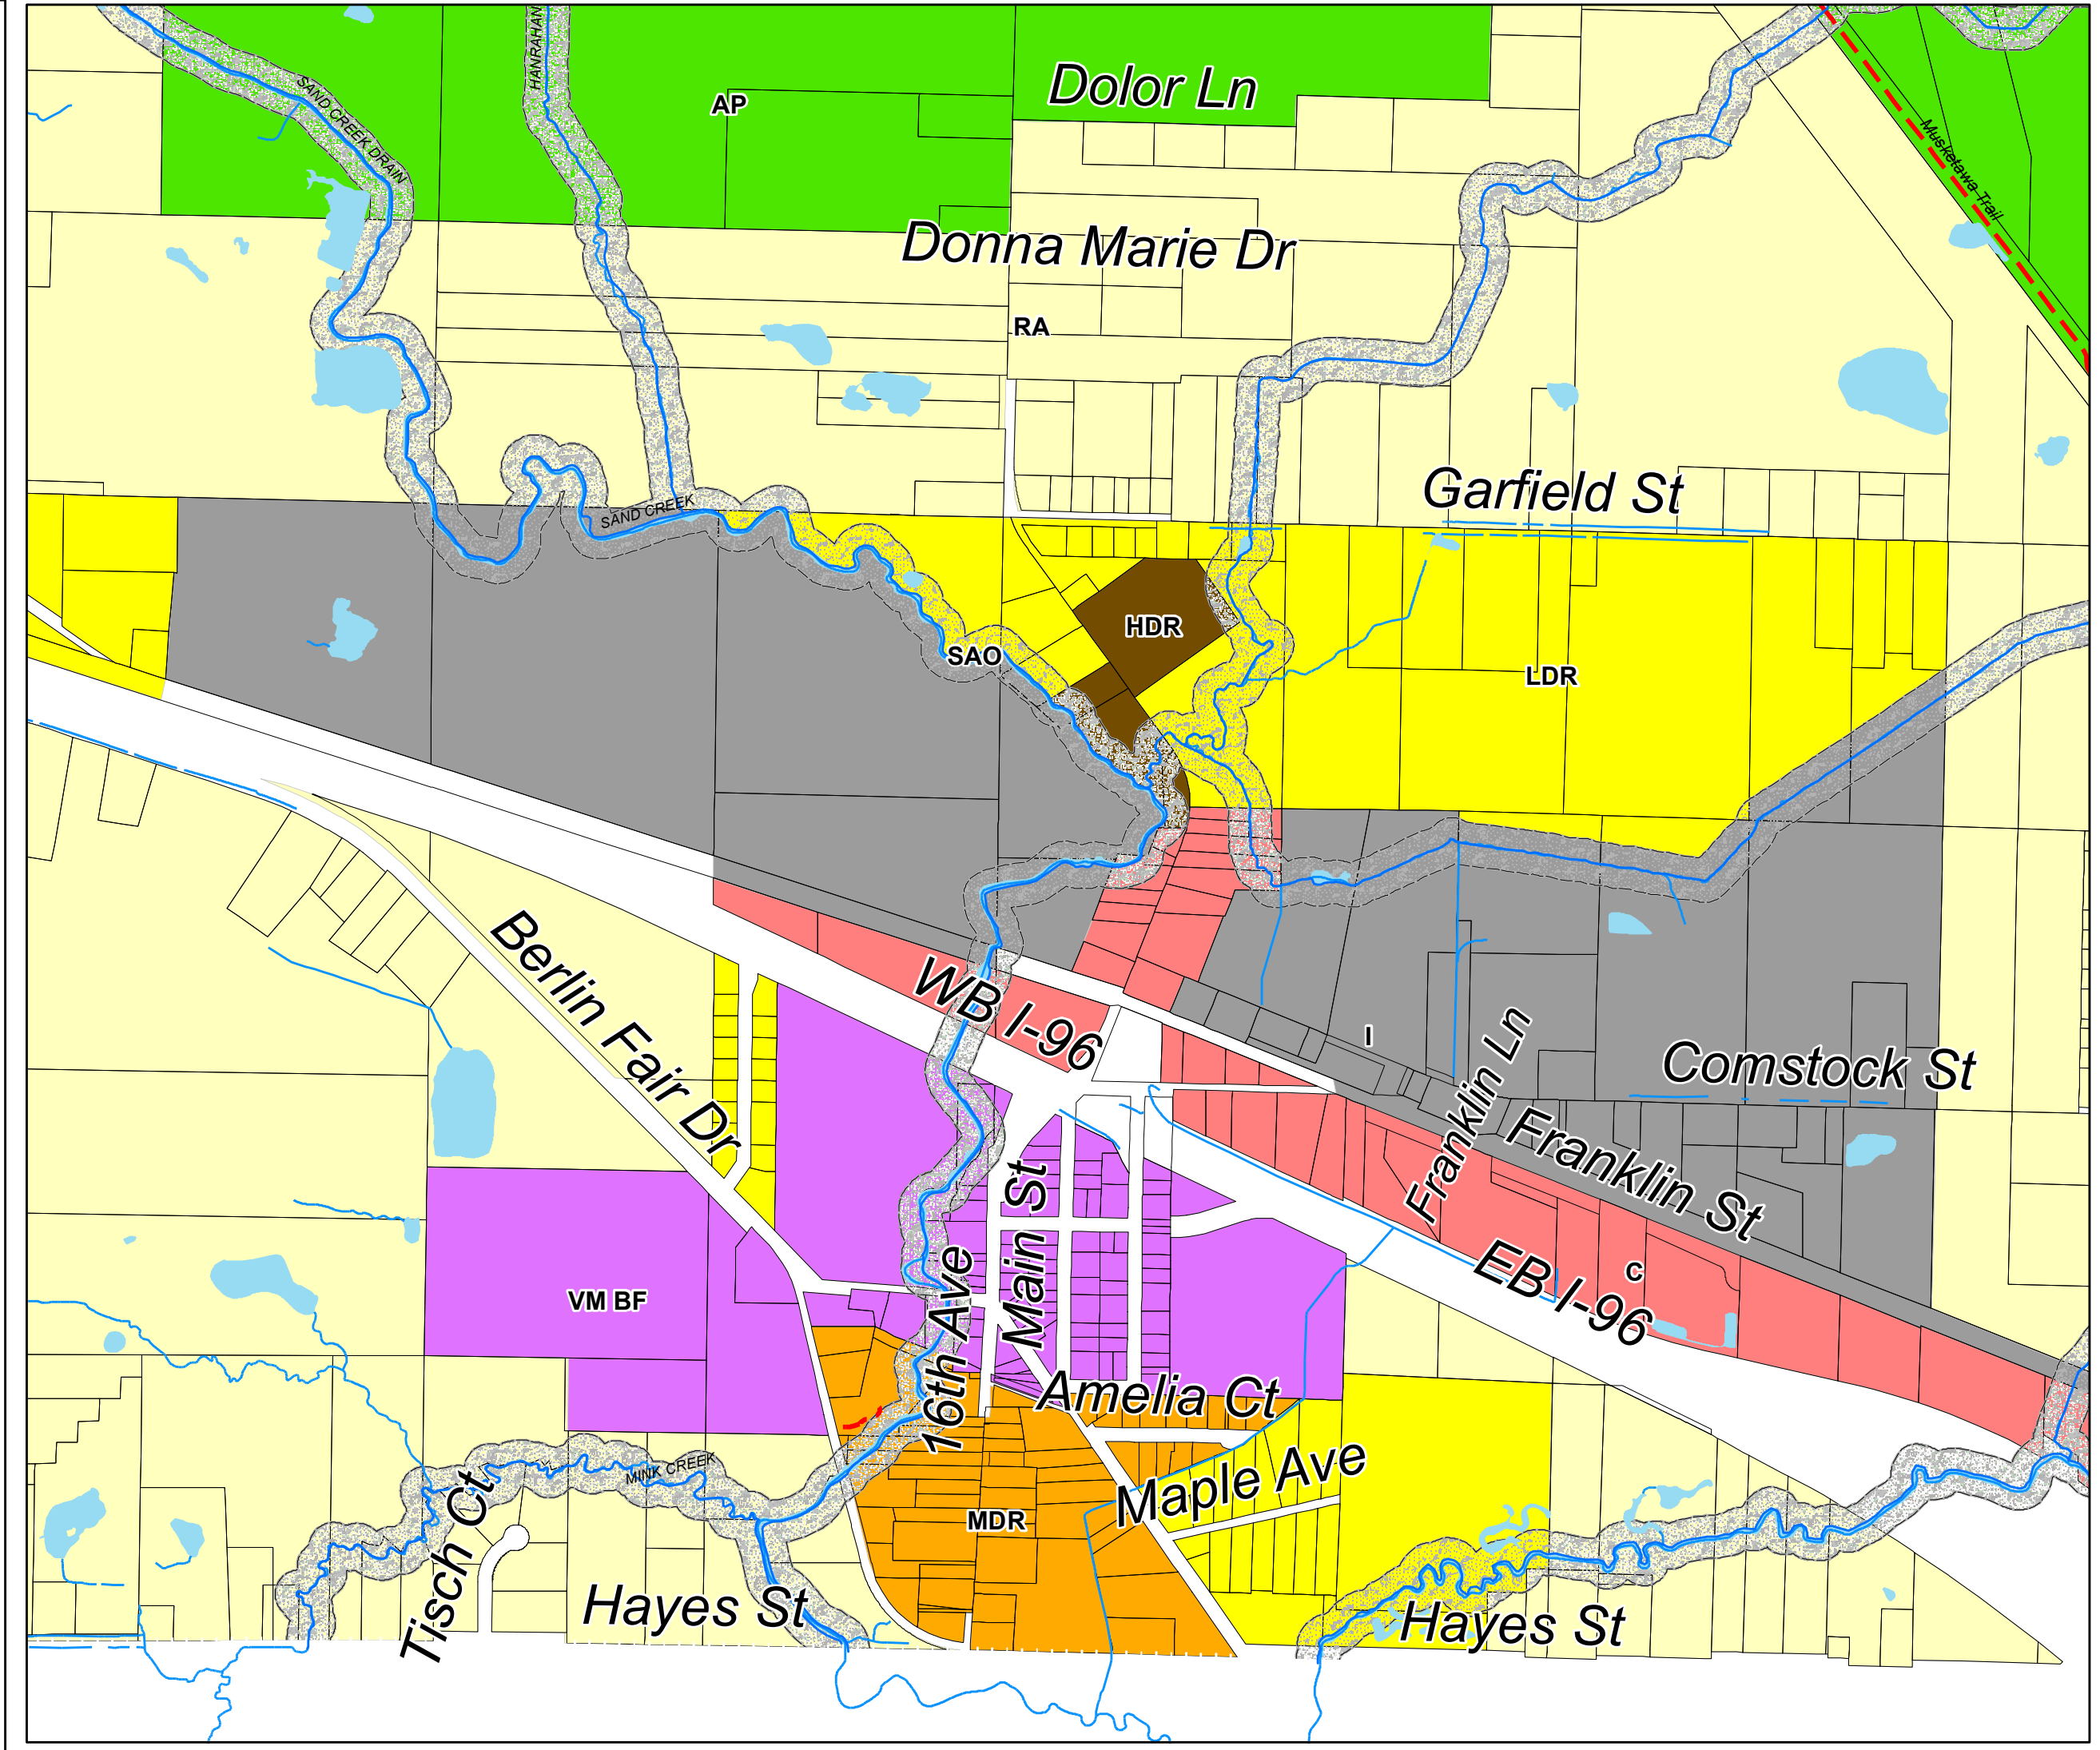 HANRAHAN
SAND CREEK DRAIN
AP
Dolor Ln
Musketawa Trail
Donna Marie Dr
RA
SAND CREEK
Garfield St
HDR
SAO
LDR
Berlin Fair Dr
WB I-96
I
Franklin Ln
Comstock St
Franklin St
Main St
16th Ave
VM BF
C
EB I-96
Amelia Ct
Maple Ave
MINK CREEK
Tisch Ct
MDR
Hayes St
Hayes St